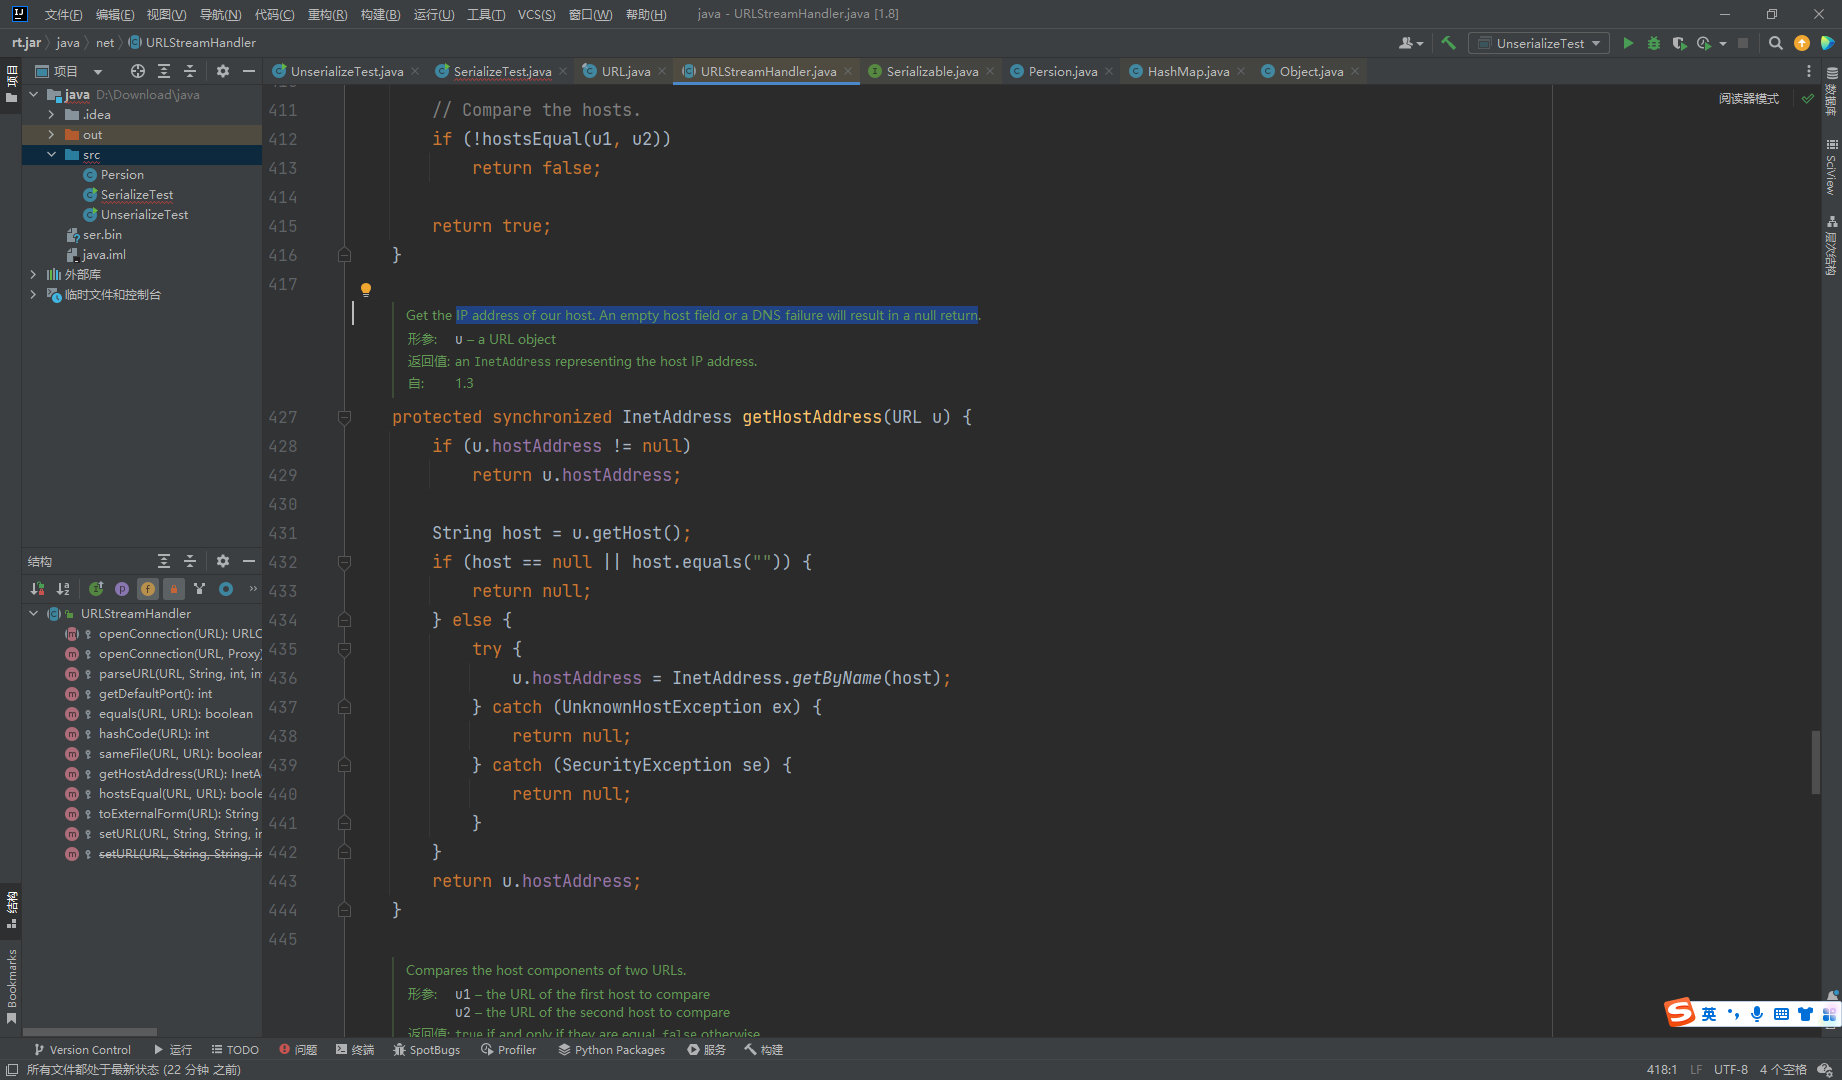 文件(F) 编辑(E) 视图(V) 导航(N) 代码(C) 重构(R) 构建(B) 运行(U) 工具(T) VCS(S) 窗口(W) 帮助(H) java - URLStreamHandler.java [1.8]
rt.jar java net URLStreamHandler
UnserializeTest
项目
UnserializeTest.java SerializeTest.java URL.java URLStreamHandler.java Serializable.java Persion.java HashMap.java Object.java
java D:\Download\java
.idea
out
src
Persion
SerializeTest
UnserializeTest
ser.bin
java.iml
外部库
临时文件和控制台
结构
URLStreamHandler
openConnection(URL): URLC
openConnection(URL, Proxy)
parseURL(URL, String, int, in
getDefaultPort(): int
equals(URL, URL): boolean
hashCode(URL): int
sameFile(URL, URL): boolean
getHostAddress(URL): InetA
hostsEqual(URL, URL): boole
toExternalForm(URL): String
setURL(URL, String, String, in
setURL(URL, String, String, in
项目
结构
Bookmarks
阅读器模式
411 // Compare the hosts.
412 if (!hostsEqual(u1, u2))
413 return false;
414
415 return true;
416 }
417
Get the IP address of our host. An empty host field or a DNS failure will result in a null return.
形参: u – a URL object
返回值: an InetAddress representing the host IP address.
自: 1.3
427 protected synchronized InetAddress getHostAddress(URL u) {
428 if (u.hostAddress != null)
429 return u.hostAddress;
430
431 String host = u.getHost();
432 if (host == null || host.equals("")) {
433 return null;
434 } else {
435 try {
436 u.hostAddress = InetAddress.getByName(host);
437 } catch (UnknownHostException ex) {
438 return null;
439 } catch (SecurityException se) {
440 return null;
441 }
442 }
443 return u.hostAddress;
444 }
445
Compares the host components of two URLs.
形参: u1 – the URL of the first host to compare
u2 – the URL of the second host to compare
返回值: true if and only if they are equal, false otherwise
数据库
SciView
层次结构
英
Version Control 运行 TODO 问题 终端 SpotBugs Profiler Python Packages 服务 构建
所有文件都处于最新状态 (22 分钟 之前) 418:1 LF UTF-8 4 个空格